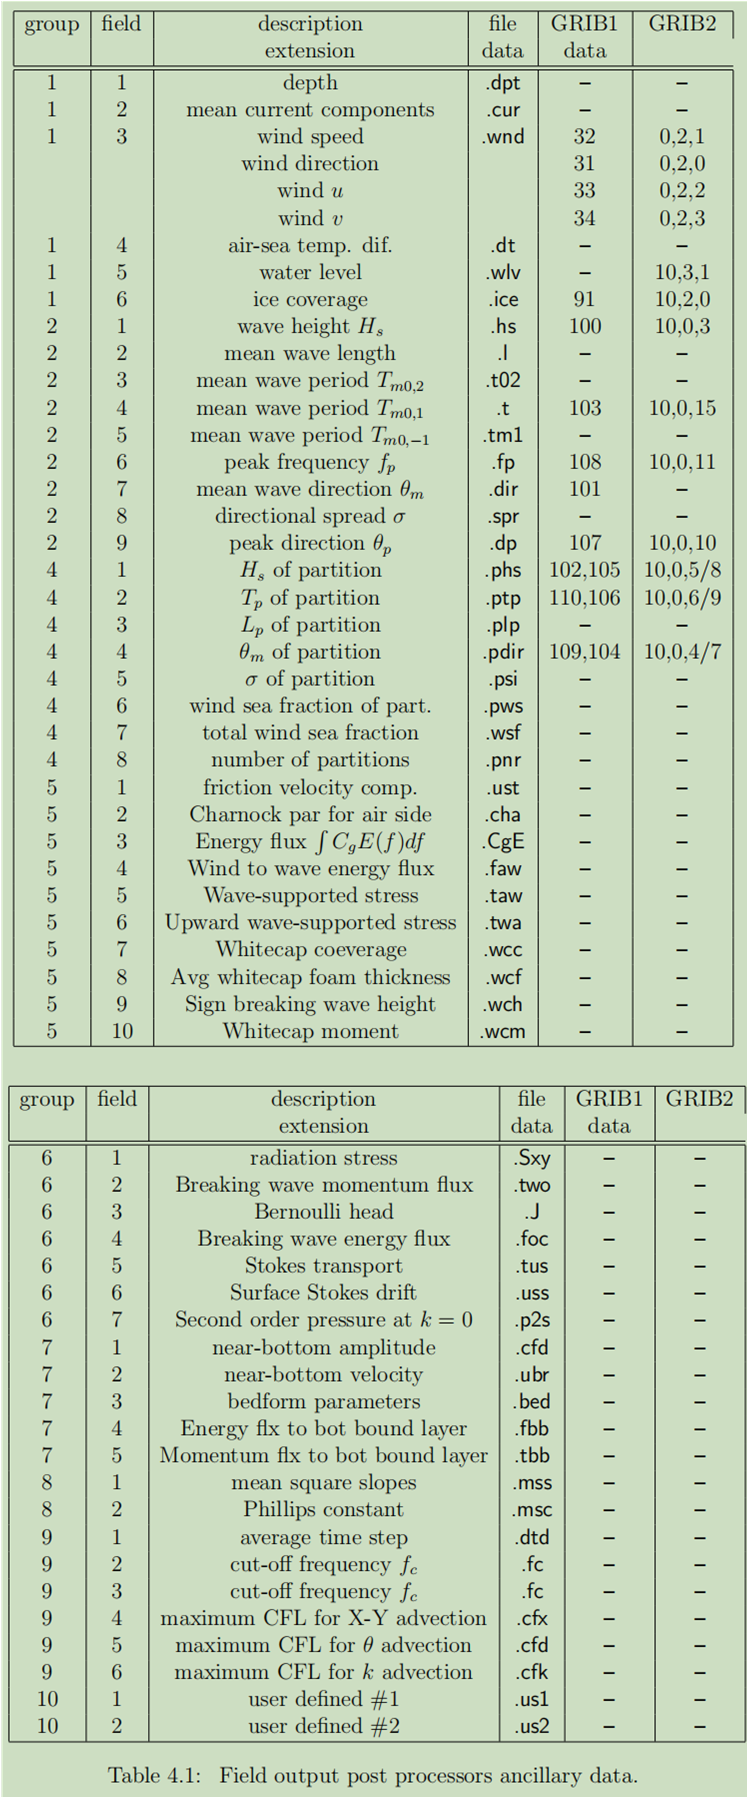 group field description file GRIB1 GRIB2
extension data data
1 1 depth .dpt – –
1 2 mean current components .cur – –
1 3 wind speed .wnd 32 0,2,1
wind direction 31 0,2,0
wind u 33 0,2,2
wind v 34 0,2,3
1 4 air-sea temp. dif. .dt – –
1 5 water level .wlv – 10,3,1
1 6 ice coverage .ice 91 10,2,0
2 1 wave height Hs .hs 100 10,0,3
2 2 mean wave length .l – –
2 3 mean wave period Tm0,2 .t02 – –
2 4 mean wave period Tm0,1 .t 103 10,0,15
2 5 mean wave period Tm0,−1 .tm1 – –
2 6 peak frequency fp .fp 108 10,0,11
2 7 mean wave direction θm .dir 101 –
2 8 directional spread σ .spr – –
2 9 peak direction θp .dp 107 10,0,10
4 1 Hs of partition .phs 102,105 10,0,5/8
4 2 Tp of partition .ptp 110,106 10,0,6/9
4 3 Lp of partition .plp – –
4 4 θm of partition .pdir 109,104 10,0,4/7
4 5 σ of partition .psi – –
4 6 wind sea fraction of part. .pws – –
4 7 total wind sea fraction .wsf – –
4 8 number of partitions .pnr – –
5 1 friction velocity comp. .ust – –
5 2 Charnock par for air side .cha – –
5 3 Energy flux ∫ CgE(f)df .CgE – –
5 4 Wind to wave energy flux .faw – –
5 5 Wave-supported stress .taw – –
5 6 Upward wave-supported stress .twa – –
5 7 Whitecap coeverage .wcc – –
5 8 Avg whitecap foam thickness .wcf – –
5 9 Sign breaking wave height .wch – –
5 10 Whitecap moment .wcm – –
group field description file GRIB1 GRIB2
extension data data
6 1 radiation stress .Sxy – –
6 2 Breaking wave momentum flux .two – –
6 3 Bernoulli head .J – –
6 4 Breaking wave energy flux .foc – –
6 5 Stokes transport .tus – –
6 6 Surface Stokes drift .uss – –
6 7 Second order pressure at k = 0 .p2s – –
7 1 near-bottom amplitude .cfd – –
7 2 near-bottom velocity .ubr – –
7 3 bedform parameters .bed – –
7 4 Energy flx to bot bound layer .fbb – –
7 5 Momentum flx to bot bound layer .tbb – –
8 1 mean square slopes .mss – –
8 2 Phillips constant .msc – –
9 1 average time step .dtd – –
9 2 cut-off frequency fc .fc – –
9 3 cut-off frequency fc .fc – –
9 4 maximum CFL for X-Y advection .cfx – –
9 5 maximum CFL for θ advection .cfd – –
9 6 maximum CFL for k advection .cfk – –
10 1 user defined #1 .us1 – –
10 2 user defined #2 .us2 – –
Table 4.1: Field output post processors ancillary data.